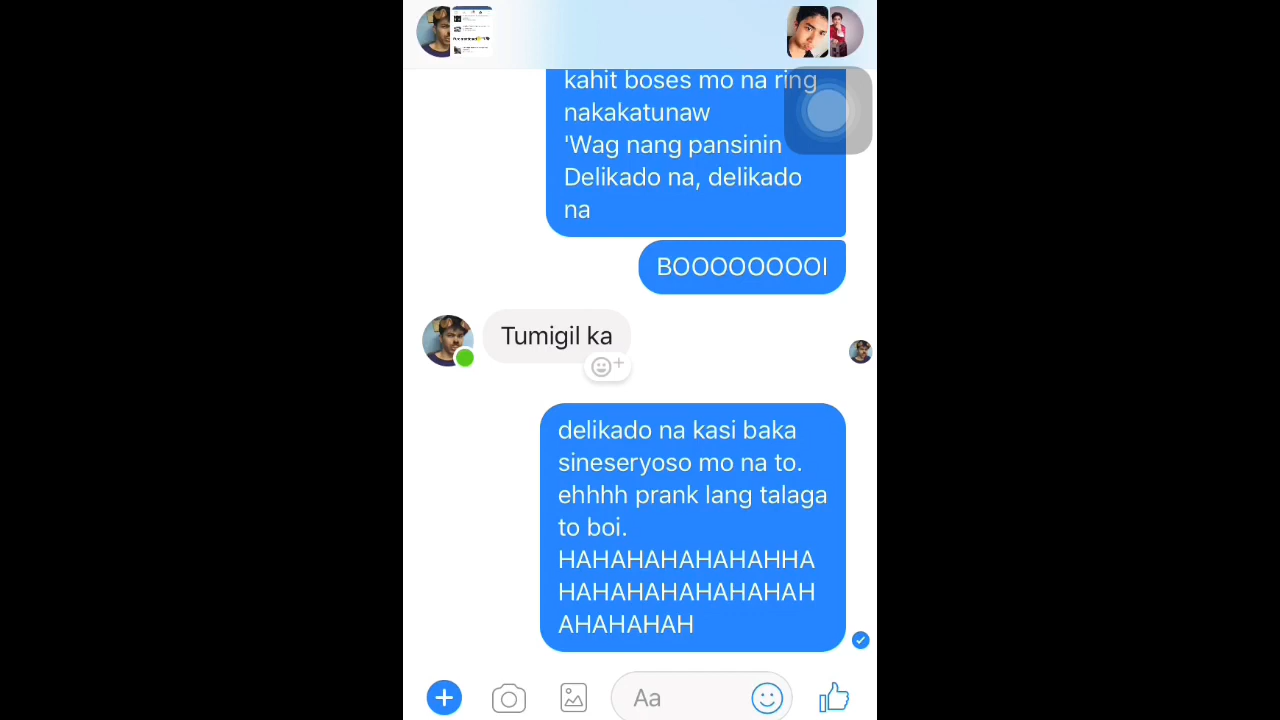 kahit boses mo na ring
nakakatunaw
'Wag nang pansinin
Delikado na, delikado
na
BOOOOOOOOI
Tumigil ka
delikado na kasi baka
sineseryoso mo na to.
ehhhh prank lang talaga
to boi.
HAHAHAHAHAHAHHA
HAHAHAHAHAHAHAH
AHAHAHAH
Aa